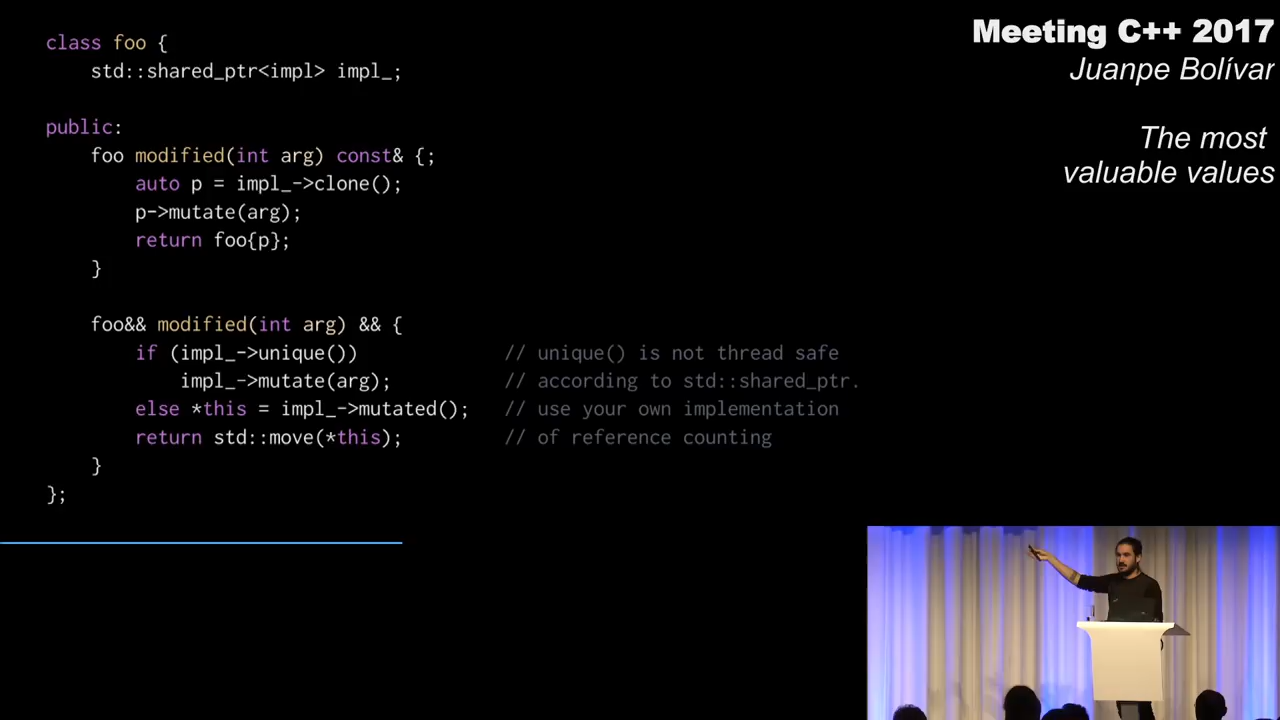 class foo {
    std::shared_ptr<impl> impl_;
public:
    foo modified(int arg) const& {;
        auto p = impl_->clone();
        p->mutate(arg);
        return foo{p};
    }
    foo&& modified(int arg) && {
        if (impl_->unique()) // unique() is not thread safe
            impl_->mutate(arg); // according to std::shared_ptr.
        else *this = impl_->mutated(); // use your own implementation
        return std::move(*this); // of reference counting
    }
};
Meeting C++ 2017
Juanpe Bolívar
The most
valuable values